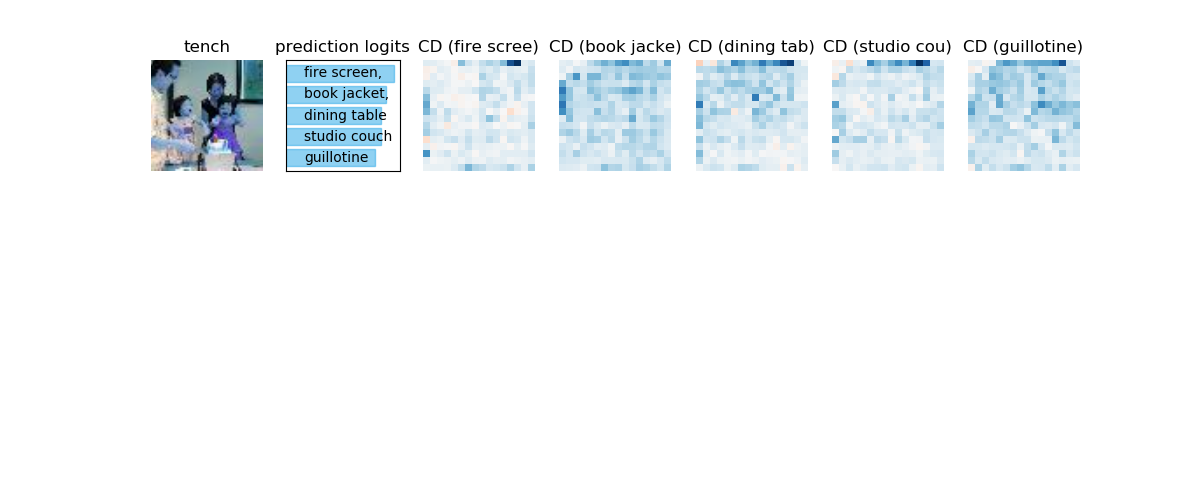 tench
prediction logits
CD (fire scree)
CD (book jacke)
CD (dining tab)
CD (studio cou)
CD (guillotine)
fire screen,
book jacket,
dining table
studio couch
guillotine